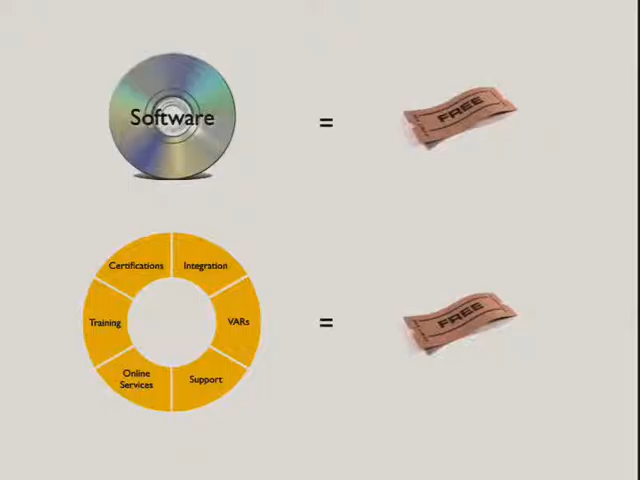 Software
=
FREE
Certifications
Integration
Training
VARs
Online
Services
Support
=
FREE